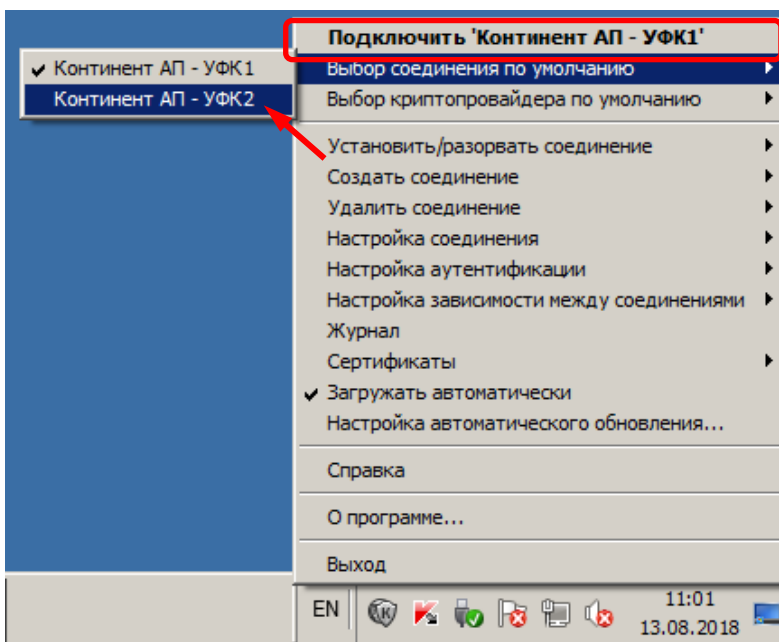 Подключить 'Континент АП - УФК1'
Континент АП - УФК1
Выбор соединения по умолчанию
Континент АП - УФК2
Выбор криптопровайдера по умолчанию
Установить/разорвать соединение
Создать соединение
Удалить соединение
Настройка соединения
Настройка аутентификации
Настройка зависимости между соединениями
Журнал
Сертификаты
Загружать автоматически
Настройка автоматического обновления...
Справка
О программе...
Выход
EN
11:01
13.08.2018